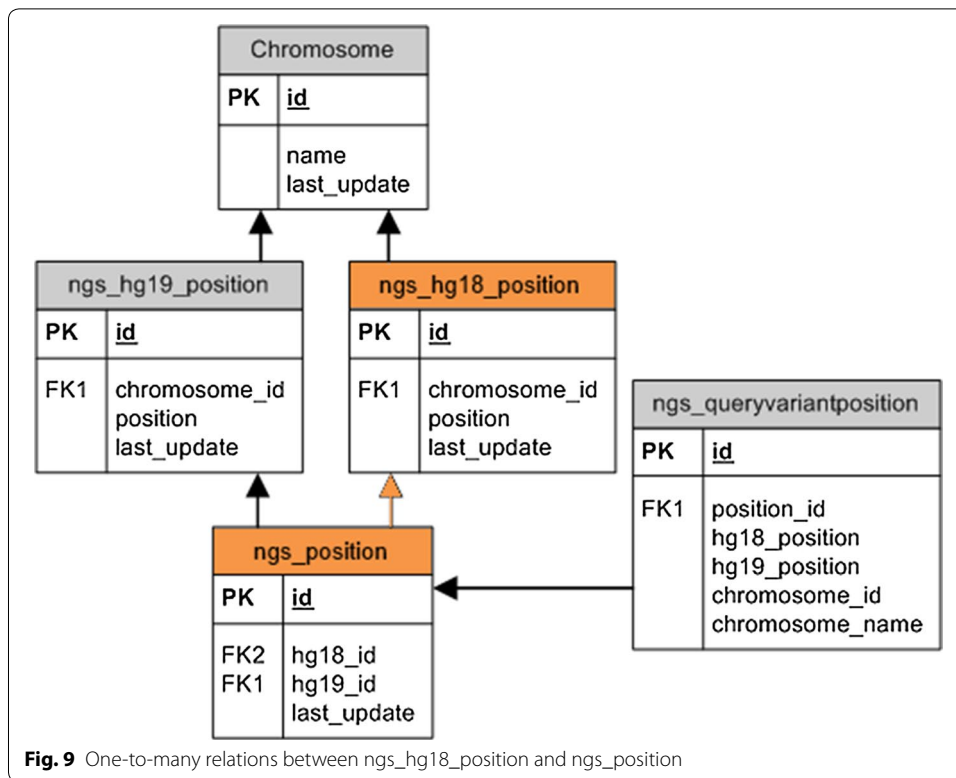 Chromosome
PK id
name
last_update
ngs_hg19_position
PK id
FK1 chromosome_id
position
last_update
ngs_hg18_position
PK id
FK1 chromosome_id
position
last_update
ngs_queryvariantposition
PK id
FK1 position_id
hg18_position
hg19_position
chromosome_id
chromosome_name
ngs_position
PK id
FK2 hg18_id
FK1 hg19_id
last_update
Fig. 9 One-to-many relations between ngs_hg18_position and ngs_position